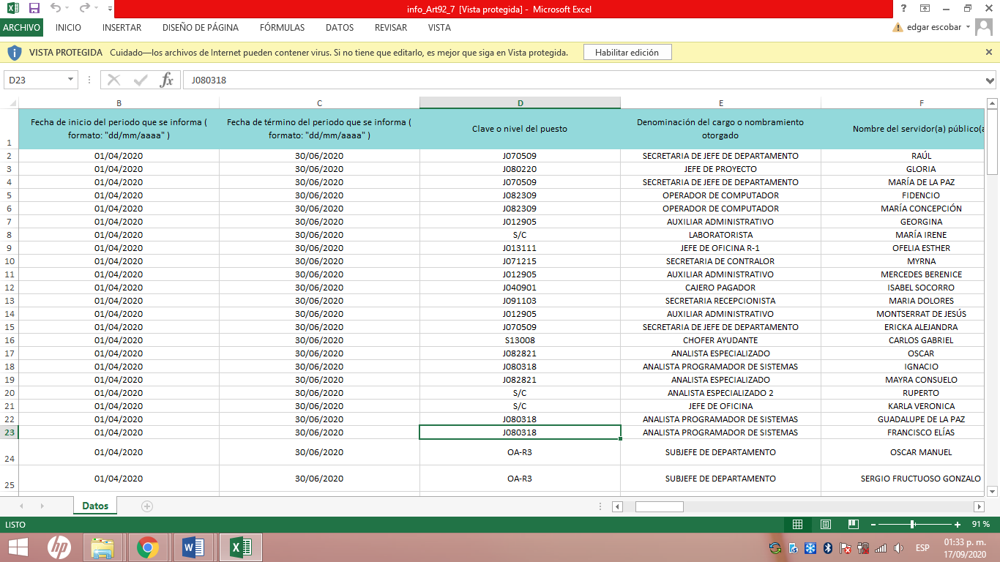 info_Art92_7 [Vista protegida] - Microsoft Excel
ARCHIVO INICIO INSERTAR DISEÑO DE PÁGINA FÓRMULAS DATOS REVISAR VISTA edgar escobar
VISTA PROTEGIDA Cuidado—los archivos de Internet pueden contener virus. Si no tiene que editarlo, es mejor que siga en Vista protegida. Habilitar edición
D23 fx J080318
B C D E F
1 Fecha de inicio del periodo que se informa ( formato: "dd/mm/aaaa" ) Fecha de término del periodo que se informa ( formato: "dd/mm/aaaa" ) Clave o nivel del puesto Denominación del cargo o nombramiento otorgado Nombre del servidor(a) público(a
2 01/04/2020 30/06/2020 J070509 SECRETARIA DE JEFE DE DEPARTAMENTO RAÚL
3 01/04/2020 30/06/2020 J080220 JEFE DE PROYECTO GLORIA
4 01/04/2020 30/06/2020 J070509 SECRETARIA DE JEFE DE DEPARTAMENTO MARÍA DE LA PAZ
5 01/04/2020 30/06/2020 J082309 OPERADOR DE COMPUTADOR FIDENCIO
6 01/04/2020 30/06/2020 J082309 OPERADOR DE COMPUTADOR MARÍA CONCEPCIÓN
7 01/04/2020 30/06/2020 J012905 AUXILIAR ADMINISTRATIVO GEORGINA
8 01/04/2020 30/06/2020 S/C LABORATORISTA MARÍA IRENE
9 01/04/2020 30/06/2020 J013111 JEFE DE OFICINA R-1 OFELIA ESTHER
10 01/04/2020 30/06/2020 J071215 SECRETARIA DE CONTRALOR MYRNA
11 01/04/2020 30/06/2020 J012905 AUXILIAR ADMINISTRATIVO MERCEDES BERENICE
12 01/04/2020 30/06/2020 J040901 CAJERO PAGADOR ISABEL SOCORRO
13 01/04/2020 30/06/2020 J091103 SECRETARIA RECEPCIONISTA MARIA DOLORES
14 01/04/2020 30/06/2020 J012905 AUXILIAR ADMINISTRATIVO MONTSERRAT DE JESÚS
15 01/04/2020 30/06/2020 J070509 SECRETARIA DE JEFE DE DEPARTAMENTO ERICKA ALEJANDRA
16 01/04/2020 30/06/2020 S13008 CHOFER AYUDANTE CARLOS GABRIEL
17 01/04/2020 30/06/2020 J082821 ANALISTA ESPECIALIZADO OSCAR
18 01/04/2020 30/06/2020 J080318 ANALISTA PROGRAMADOR DE SISTEMAS IGNACIO
19 01/04/2020 30/06/2020 J082821 ANALISTA ESPECIALIZADO MAYRA CONSUELO
20 01/04/2020 30/06/2020 S/C ANALISTA ESPECIALIZADO 2 RUPERTO
21 01/04/2020 30/06/2020 S/C JEFE DE OFICINA KARLA VERONICA
22 01/04/2020 30/06/2020 J080318 ANALISTA PROGRAMADOR DE SISTEMAS GUADALUPE DE LA PAZ
23 01/04/2020 30/06/2020 J080318 ANALISTA PROGRAMADOR DE SISTEMAS FRANCISCO ELÍAS
24 01/04/2020 30/06/2020 OA-R3 SUBJEFE DE DEPARTAMENTO OSCAR MANUEL
25 01/04/2020 30/06/2020 OA-R3 SUBJEFE DE DEPARTAMENTO SERGIO FRUCTUOSO GONZALO
Datos
LISTO 91 %
hp ESP 01:33 p. m.
17/09/2020